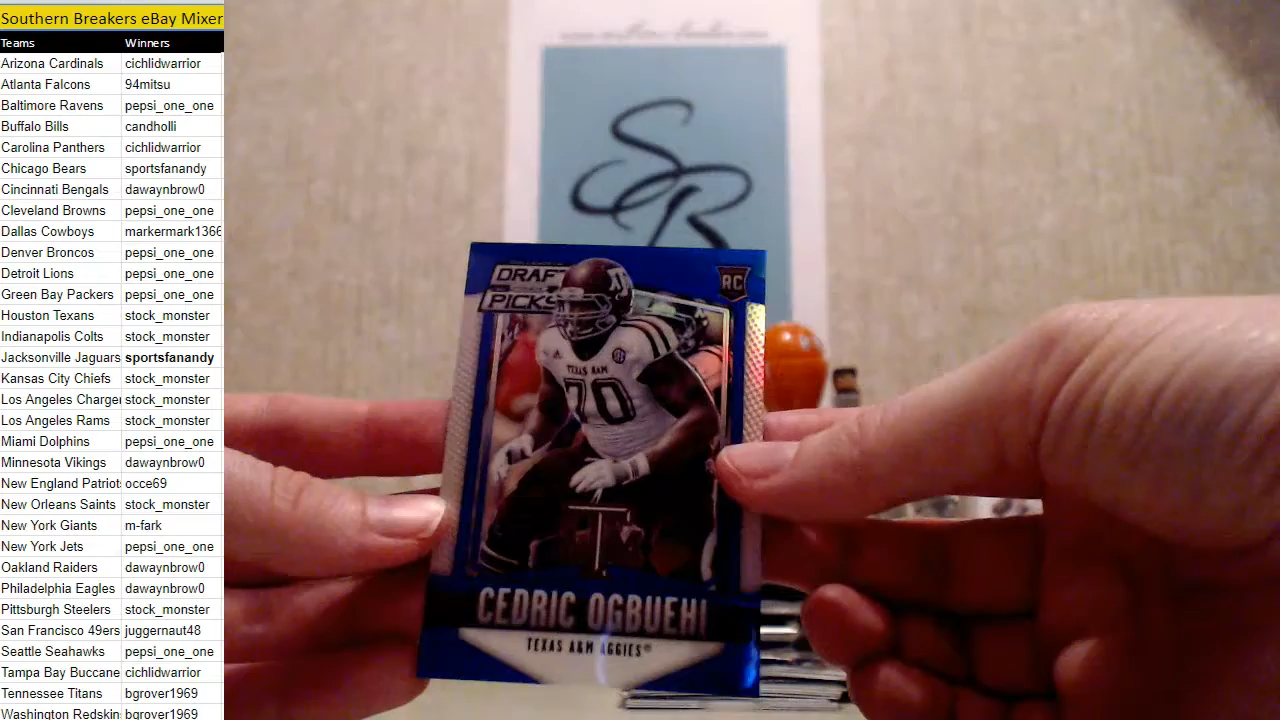 Southern Breakers eBay Mixer
Teams Winners
Arizona Cardinals cichlidwarrior
Atlanta Falcons 94mitsu
Baltimore Ravens pepsi_one_one
Buffalo Bills candholli
Carolina Panthers cichlidwarrior
Chicago Bears sportsfanandy
Cincinnati Bengals dawaynbrow0
Cleveland Browns pepsi_one_one
Dallas Cowboys markermark1366
Denver Broncos pepsi_one_one
Detroit Lions pepsi_one_one
Green Bay Packers pepsi_one_one
Houston Texans stock_monster
Indianapolis Colts stock_monster
Jacksonville Jaguars sportsfanandy
Kansas City Chiefs stock_monster
Los Angeles Charger stock_monster
Los Angeles Rams stock_monster
Miami Dolphins pepsi_one_one
Minnesota Vikings dawaynbrow0
New England Patriot occe69
New Orleans Saints stock_monster
New York Giants m-fark
New York Jets pepsi_one_one
Oakland Raiders dawaynbrow0
Philadelphia Eagles dawaynbrow0
Pittsburgh Steelers stock_monster
San Francisco 49ers juggernaut48
Seattle Seahawks pepsi_one_one
Tampa Bay Buccane cichlidwarrior
Tennessee Titans bgrover1969
Washington Redskin bgrover1969
SB
DRAFT
PICKS
RC
TEXAS A&M
70
CEDRIC OGBUEHI
TEXAS A&M AGGIES®